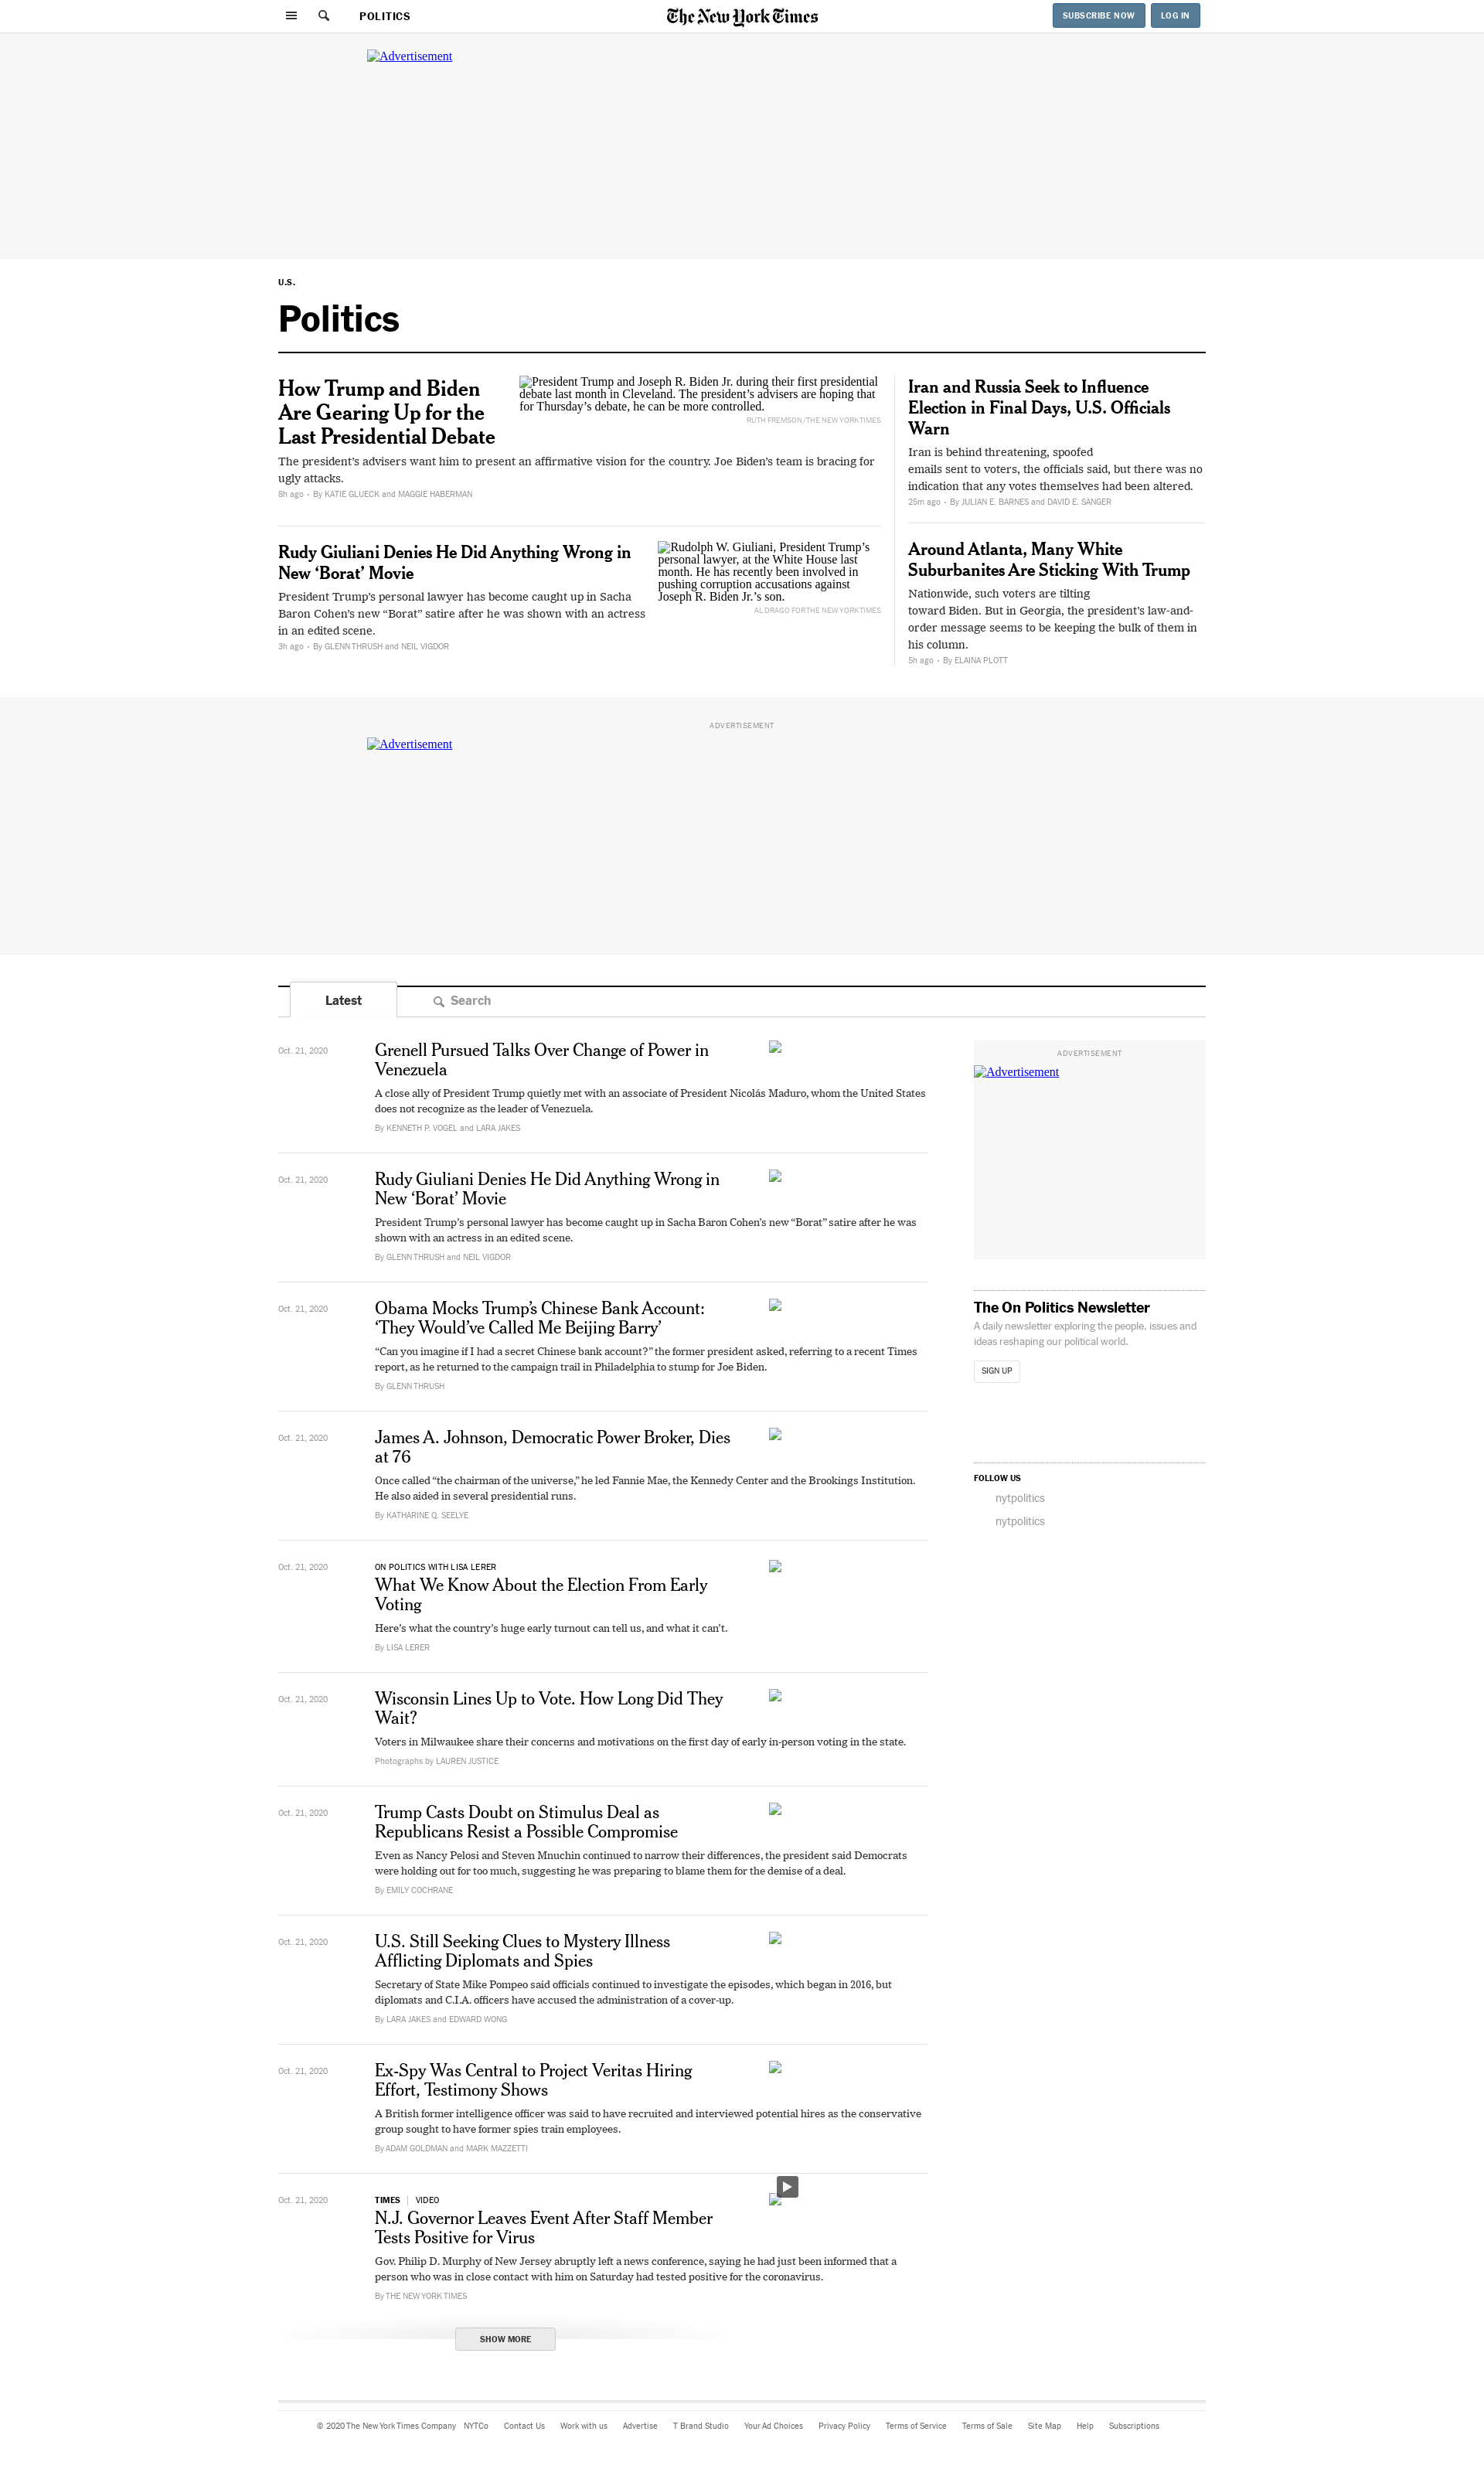 POLITICS
The New York Times
SUBSCRIBE NOW
LOG IN
Advertisement
U.S.
Politics
How Trump and Biden
Are Gearing Up for the
Last Presidential Debate
President Trump and Joseph R. Biden Jr. during their first presidential
debate last month in Cleveland. The president’s advisers are hoping that
for Thursday’s debate, he can be more controlled.
RUTH FREMSON/THE NEW YORK TIMES
The president’s advisers want him to present an affirmative vision for the country. Joe Biden’s team is bracing for
ugly attacks.
8h ago • By KATIE GLUECK and MAGGIE HABERMAN
Rudy Giuliani Denies He Did Anything Wrong in
New ‘Borat’ Movie
President Trump’s personal lawyer has become caught up in Sacha
Baron Cohen’s new “Borat” satire after he was shown with an actress
in an edited scene.
3h ago • By GLENN THRUSH and NEIL VIGDOR
Rudolph W. Giuliani, President Trump’s
personal lawyer, at the White House last
month. He has recently been involved in
pushing corruption accusations against
Joseph R. Biden Jr.’s son.
AL DRAGO FOR THE NEW YORK TIMES
Iran and Russia Seek to Influence
Election in Final Days, U.S. Officials
Warn
Iran is behind threatening, spoofed
emails sent to voters, the officials said, but there was no
indication that any votes themselves had been altered.
25m ago • By JULIAN E. BARNES and DAVID E. SANGER
Around Atlanta, Many White
Suburbanites Are Sticking With Trump
Nationwide, such voters are tilting
toward Biden. But in Georgia, the president’s law-and-
order message seems to be keeping the bulk of them in
his column.
5h ago • By ELAINA PLOTT
ADVERTISEMENT
Advertisement
Latest
Search
Oct. 21, 2020
Grenell Pursued Talks Over Change of Power in
Venezuela
A close ally of President Trump quietly met with an associate of President Nicolás Maduro, whom the United States
does not recognize as the leader of Venezuela.
By KENNETH P. VOGEL and LARA JAKES
Oct. 21, 2020
Rudy Giuliani Denies He Did Anything Wrong in
New ‘Borat’ Movie
President Trump’s personal lawyer has become caught up in Sacha Baron Cohen’s new “Borat” satire after he was
shown with an actress in an edited scene.
By GLENN THRUSH and NEIL VIGDOR
Oct. 21, 2020
Obama Mocks Trump’s Chinese Bank Account:
‘They Would’ve Called Me Beijing Barry’
“Can you imagine if I had a secret Chinese bank account?” the former president asked, referring to a recent Times
report, as he returned to the campaign trail in Philadelphia to stump for Joe Biden.
By GLENN THRUSH
Oct. 21, 2020
James A. Johnson, Democratic Power Broker, Dies
at 76
Once called “the chairman of the universe,” he led Fannie Mae, the Kennedy Center and the Brookings Institution.
He also aided in several presidential runs.
By KATHARINE Q. SEELYE
Oct. 21, 2020
ON POLITICS WITH LISA LERER
What We Know About the Election From Early
Voting
Here’s what the country’s huge early turnout can tell us, and what it can’t.
By LISA LERER
Oct. 21, 2020
Wisconsin Lines Up to Vote. How Long Did They
Wait?
Voters in Milwaukee share their concerns and motivations on the first day of early in-person voting in the state.
Photographs by LAUREN JUSTICE
Oct. 21, 2020
Trump Casts Doubt on Stimulus Deal as
Republicans Resist a Possible Compromise
Even as Nancy Pelosi and Steven Mnuchin continued to narrow their differences, the president said Democrats
were holding out for too much, suggesting he was preparing to blame them for the demise of a deal.
By EMILY COCHRANE
Oct. 21, 2020
U.S. Still Seeking Clues to Mystery Illness
Afflicting Diplomats and Spies
Secretary of State Mike Pompeo said officials continued to investigate the episodes, which began in 2016, but
diplomats and C.I.A. officers have accused the administration of a cover-up.
By LARA JAKES and EDWARD WONG
Oct. 21, 2020
Ex-Spy Was Central to Project Veritas Hiring
Effort, Testimony Shows
A British former intelligence officer was said to have recruited and interviewed potential hires as the conservative
group sought to have former spies train employees.
By ADAM GOLDMAN and MARK MAZZETTI
Oct. 21, 2020
TIMES | VIDEO
N.J. Governor Leaves Event After Staff Member
Tests Positive for Virus
Gov. Philip D. Murphy of New Jersey abruptly left a news conference, saying he had just been informed that a
person who was in close contact with him on Saturday had tested positive for the coronavirus.
By THE NEW YORK TIMES
SHOW MORE
ADVERTISEMENT
Advertisement
The On Politics Newsletter
A daily newsletter exploring the people, issues and
ideas reshaping our political world.
SIGN UP
FOLLOW US
nytpolitics
nytpolitics
© 2020 The New York Times Company NYTCo Contact Us Work with us Advertise T Brand Studio Your Ad Choices Privacy Policy Terms of Service Terms of Sale Site Map Help Subscriptions